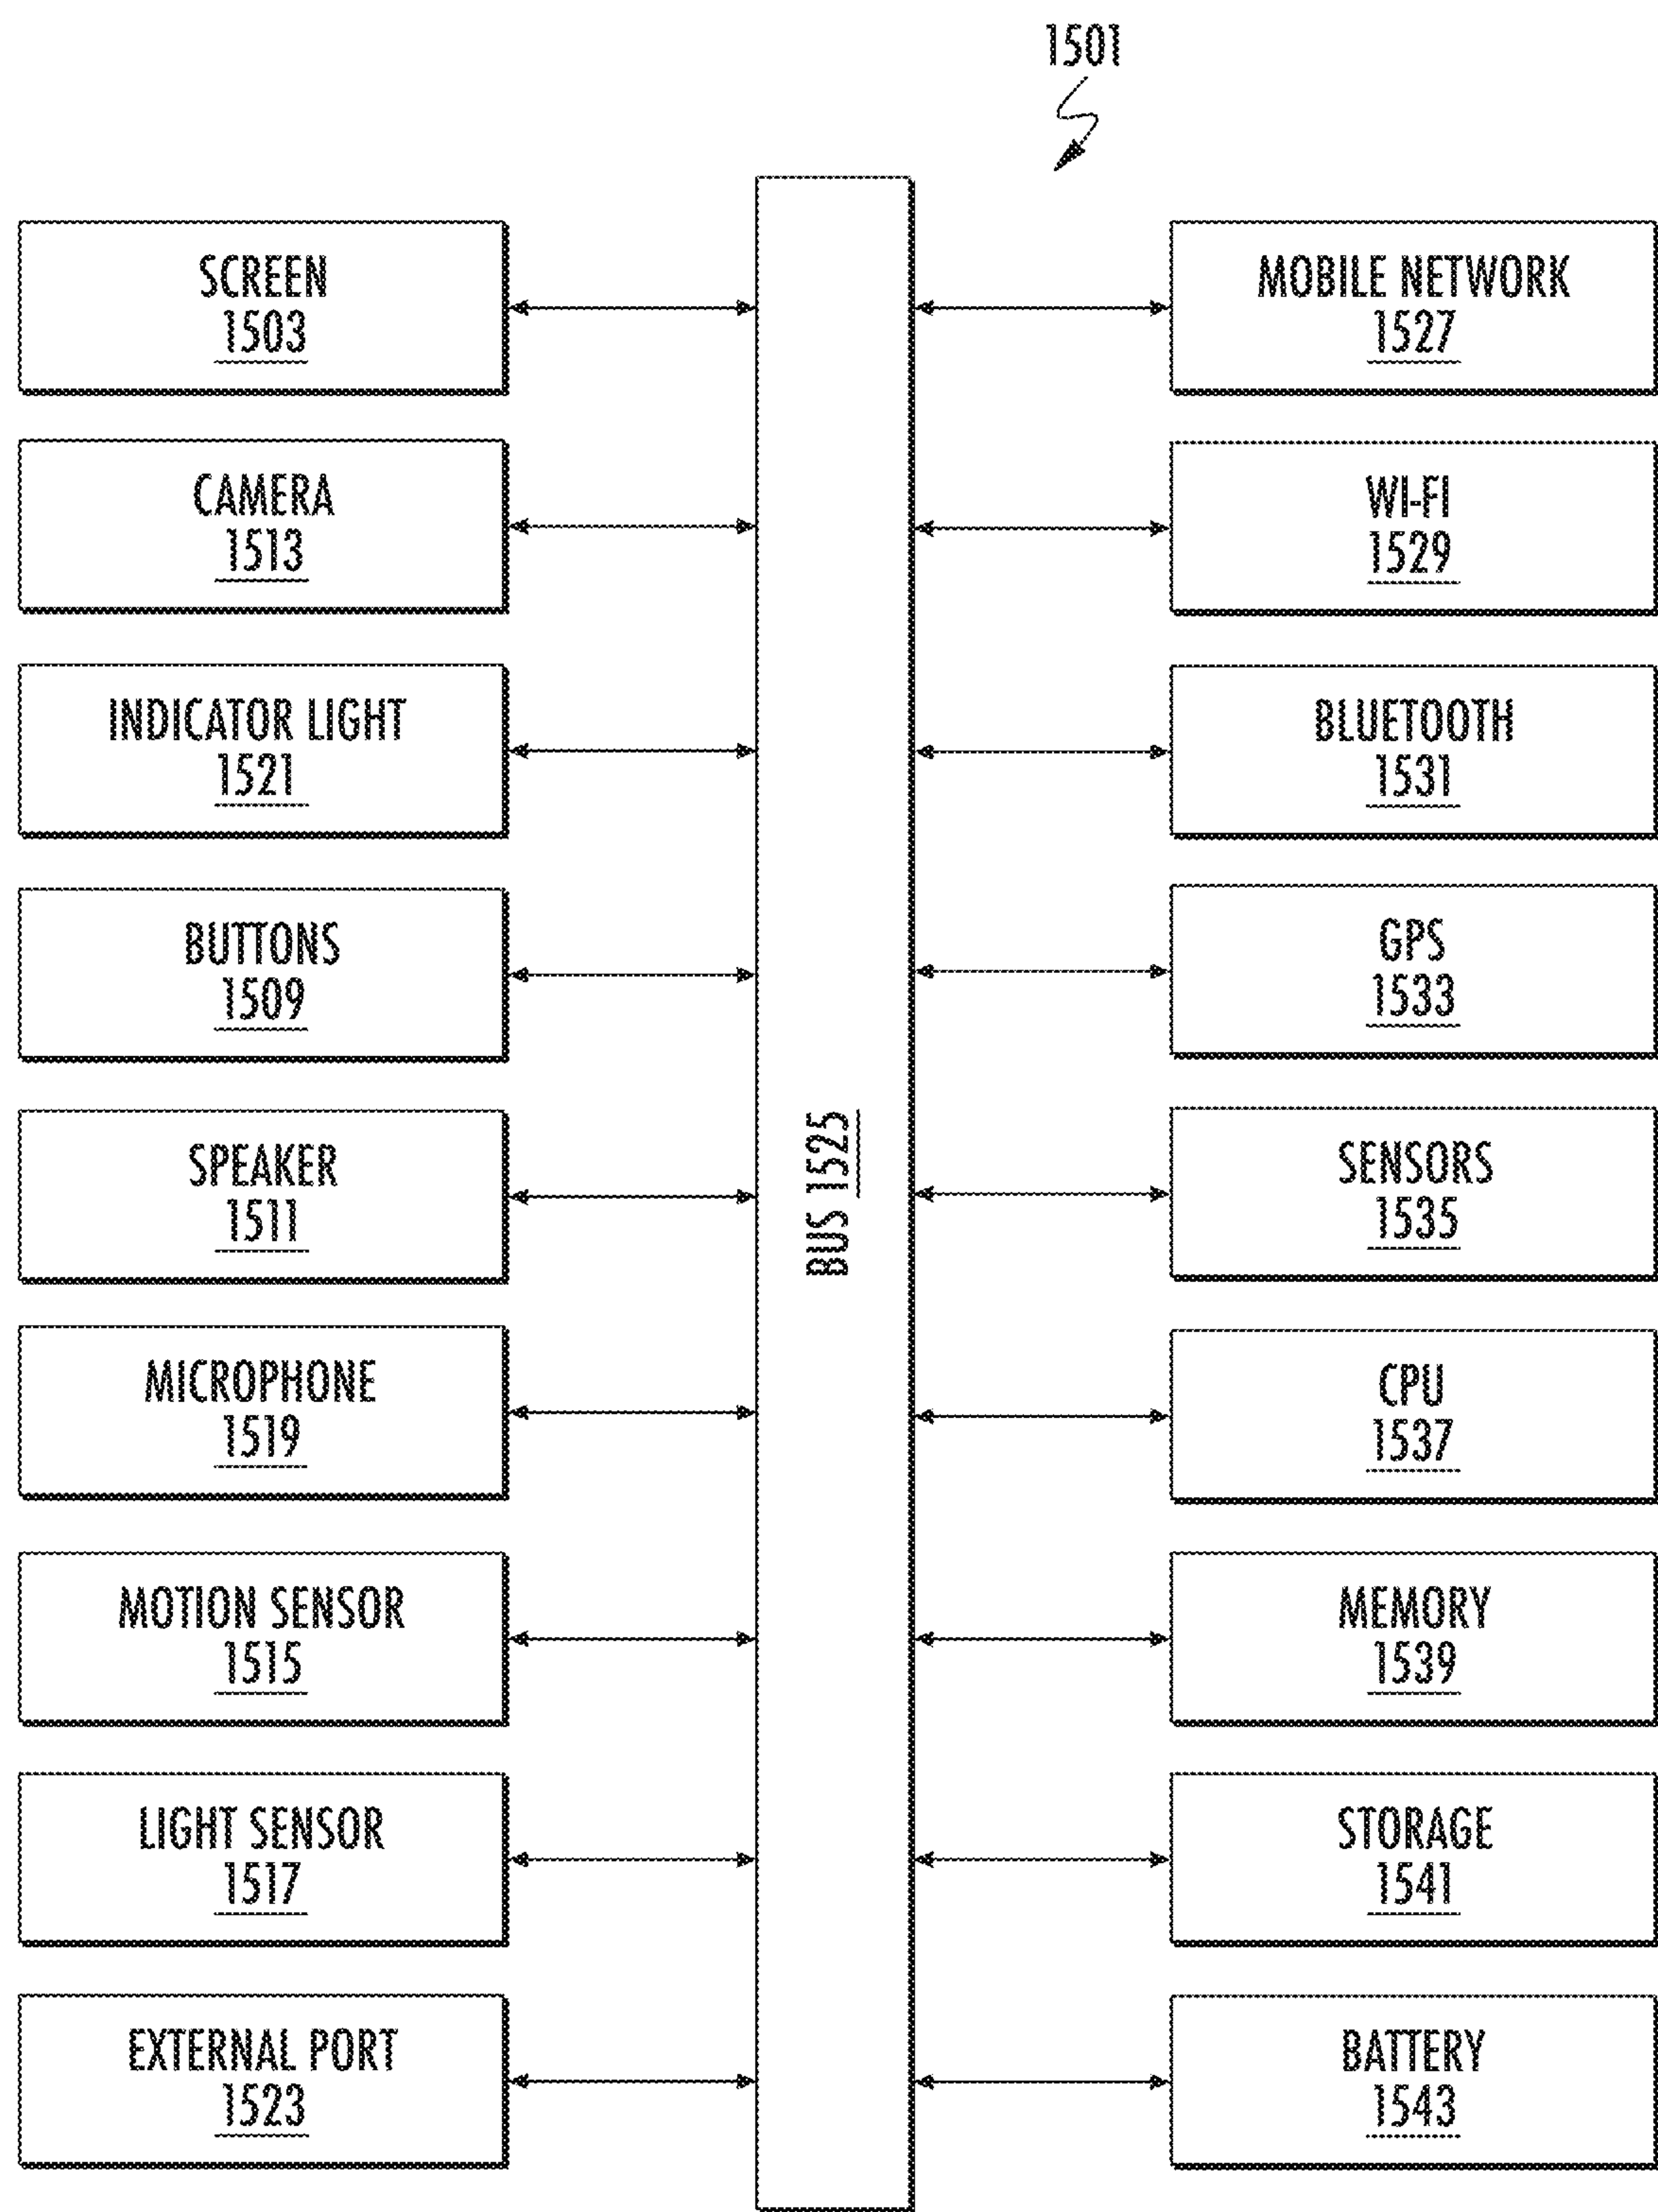 1501
SCREEN
1503
CAMERA
1513
INDICATOR LIGHT
1521
BUTTONS
1509
SPEAKER
1511
MICROPHONE
1519
MOTION SENSOR
1515
LIGHT SENSOR
1517
EXTERNAL PORT
1523
BUS 1525
MOBILE NETWORK
1527
WI-FI
1529
BLUETOOTH
1531
GPS
1533
SENSORS
1535
CPU
1537
MEMORY
1539
STORAGE
1541
BATTERY
1543